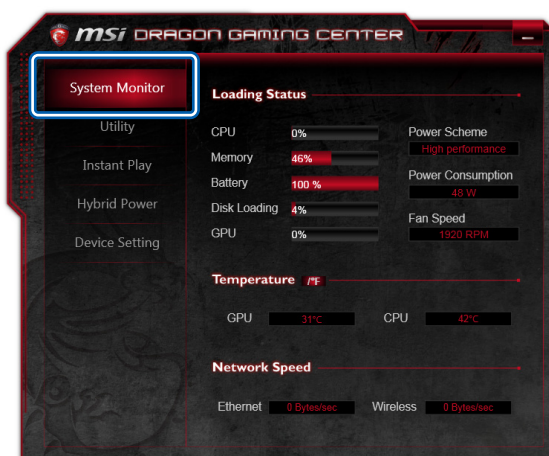 msi DRAGON GAMING CENTER
System Monitor
Utility
Instant Play
Hybrid Power
Device Setting
Loading Status
CPU 0%
Memory 46%
Battery 100 %
Disk Loading 4%
GPU 0%
Power Scheme
High performance
Power Consumption
48 W
Fan Speed
1920 RPM
Temperature /°F
GPU 31°C CPU 42°C
Network Speed
Ethernet 0 Bytes/sec Wireless 0 Bytes/sec